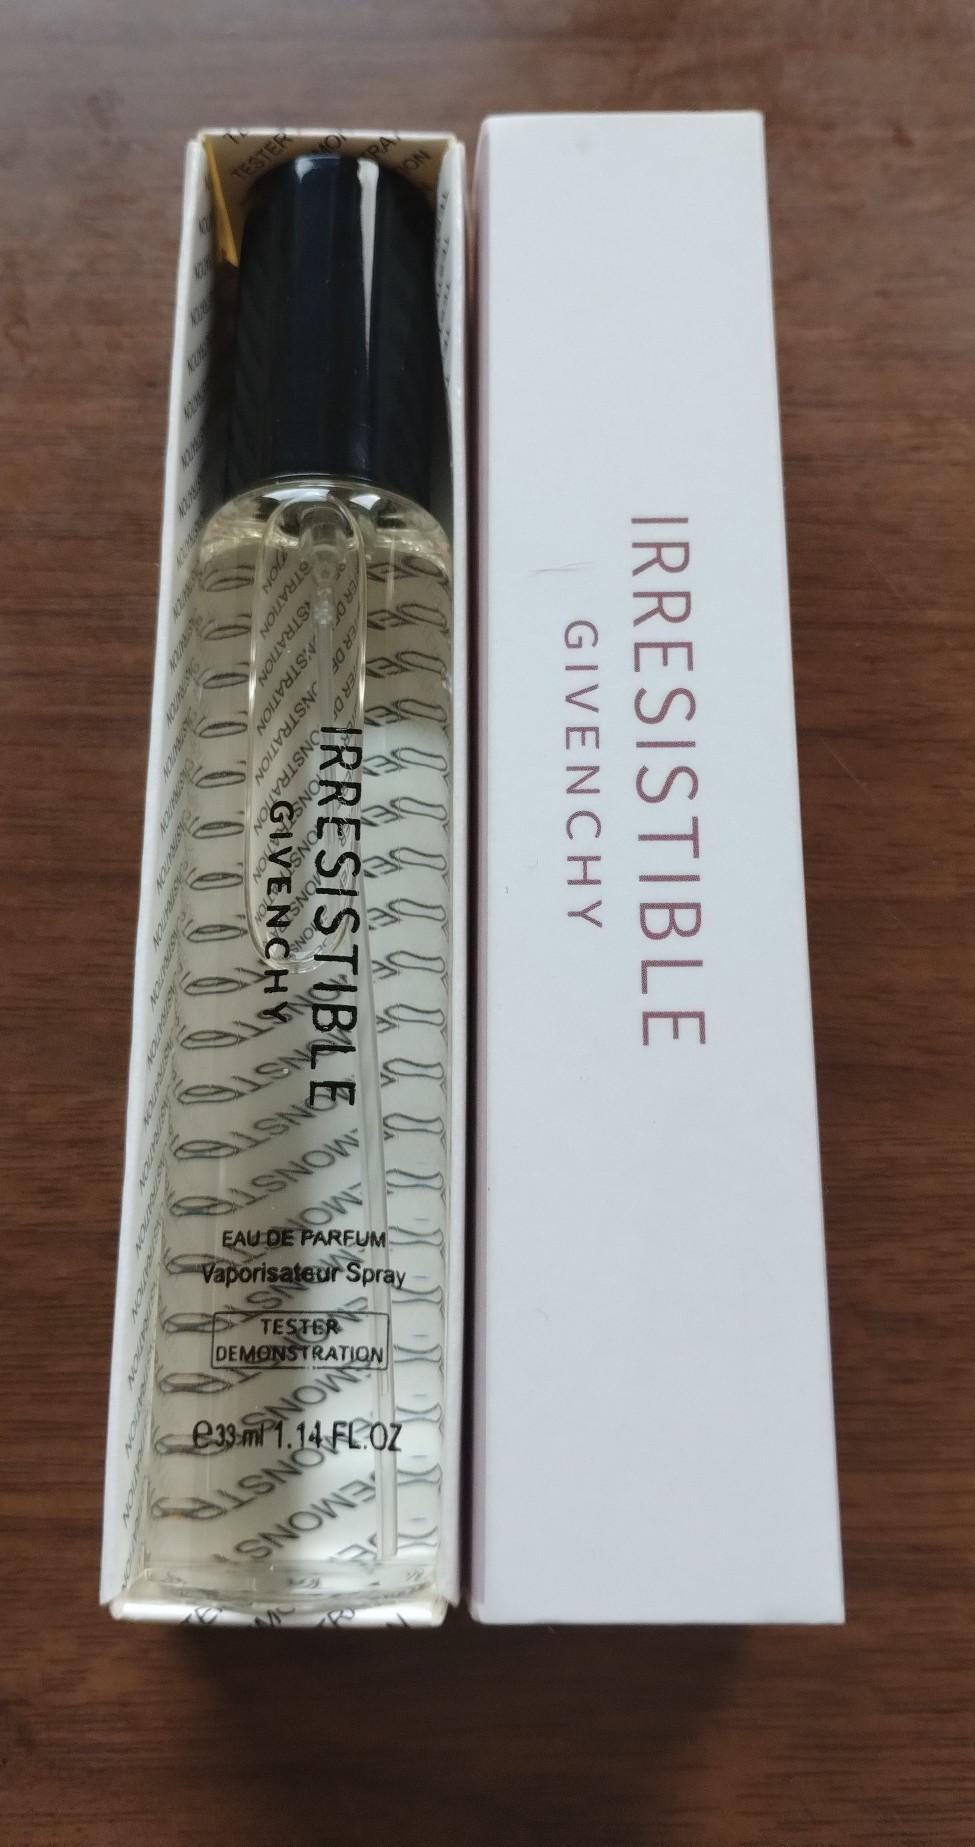 IRRESISTIBLE
GIVENCHY
EAU DE PARFUM
Vaporisateur Spray
TESTER
DEMONSTRATION
℮33 ml 1.14 FL.OZ
IRRESISTIBLE
GIVENCHY